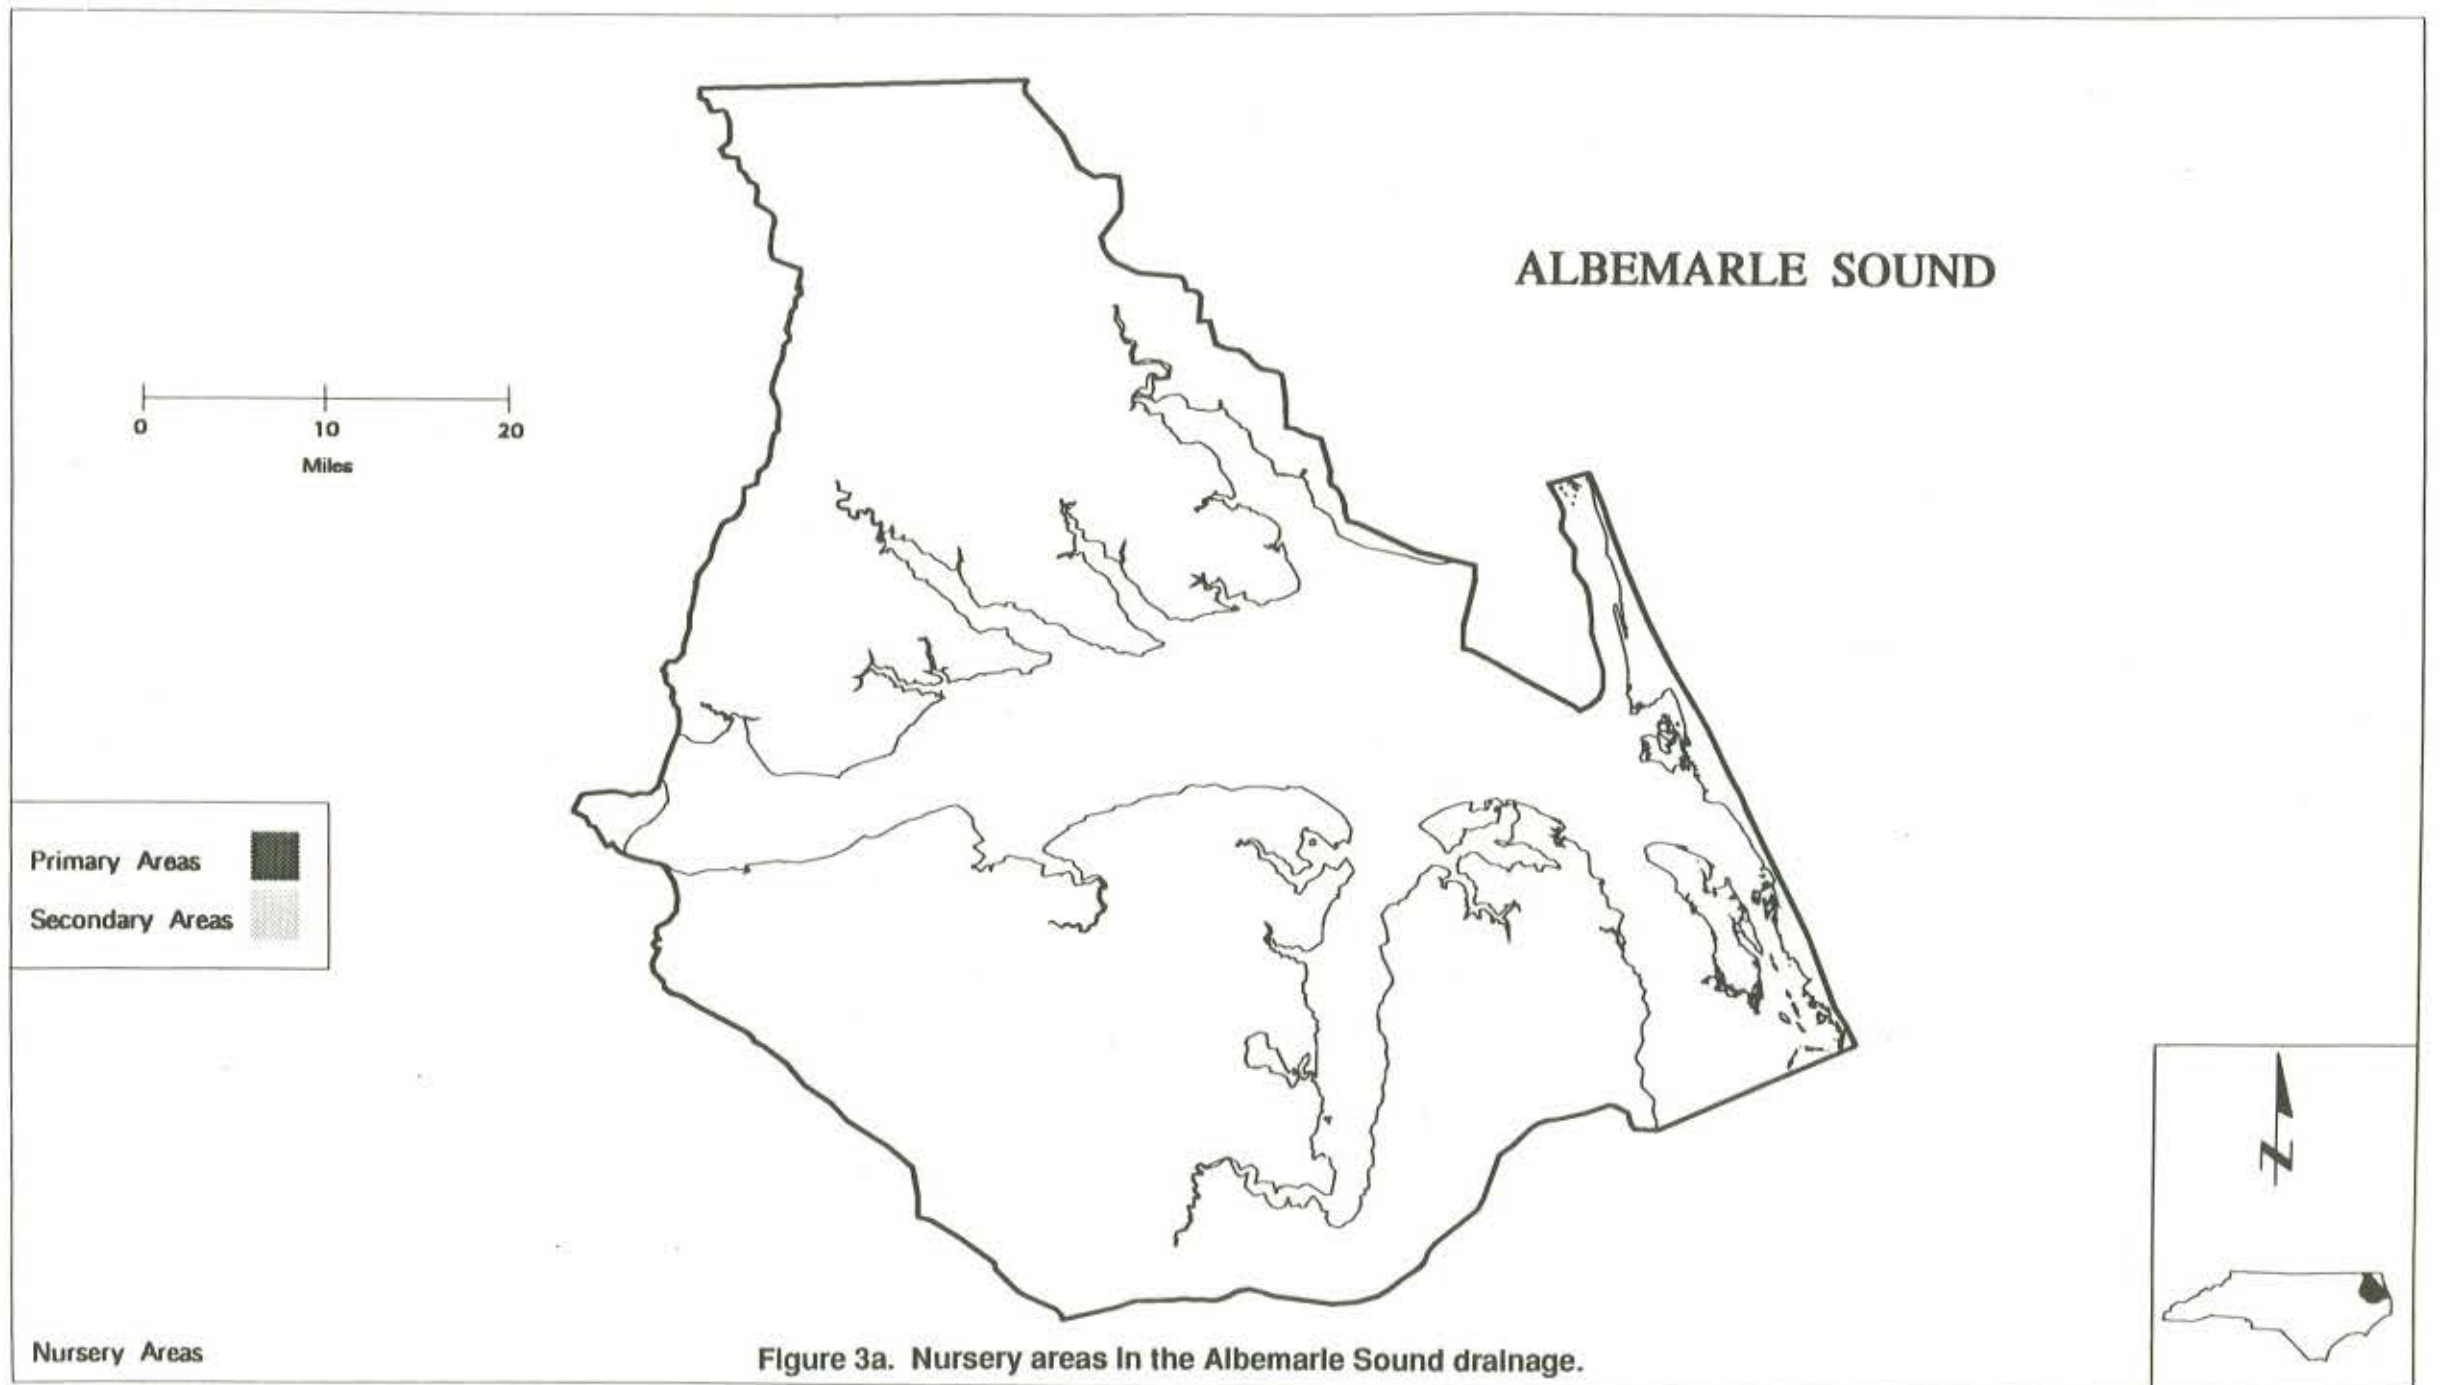 ALBEMARLE SOUND
0 10 20
Miles
Primary Areas
Secondary Areas
N
Nursery Areas
Figure 3a. Nursery areas In the Albemarle Sound drainage.